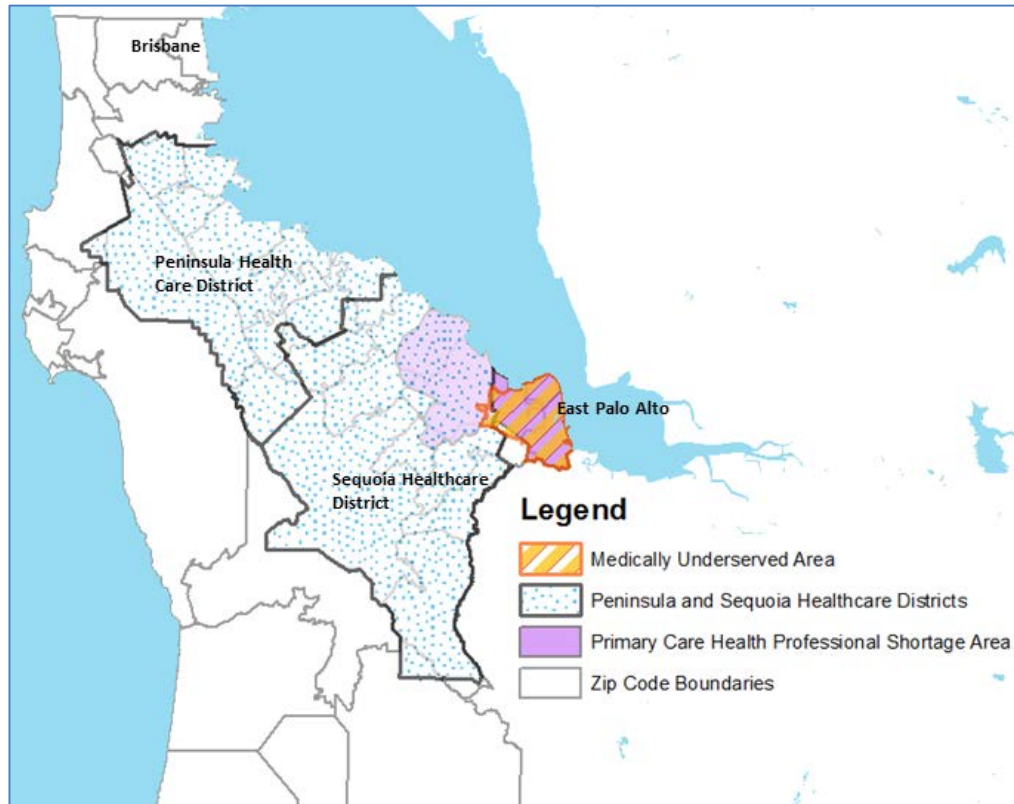 Brisbane
Peninsula Health
Care District
East Palo Alto
Sequoia Healthcare
District
Legend
Medically Underserved Area
Peninsula and Sequoia Healthcare Districts
Primary Care Health Professional Shortage Area
Zip Code Boundaries